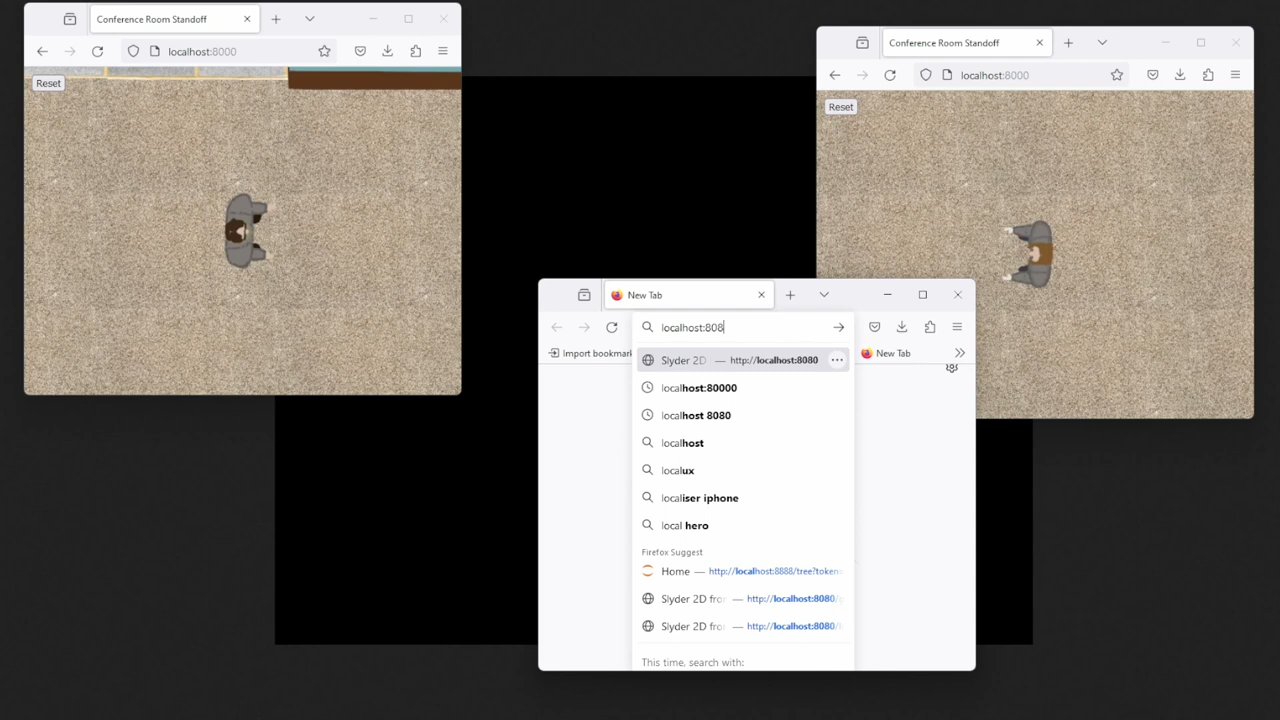 Conference Room Standoff
localhost:8000
Reset
Conference Room Standoff
localhost:8000
Reset
New Tab
localhost:808
Import bookmark
New Tab
Slyder 2D — http://localhost:8080
localhost:80000
localhost 8080
localhost
localux
localiser iphone
local hero
Firefox Suggest
Home — http://localhost:8888/tree?token
Slyder 2D fro — http://localhost:8080/
Slyder 2D fro — http://localhost:8080/
This time, search with: